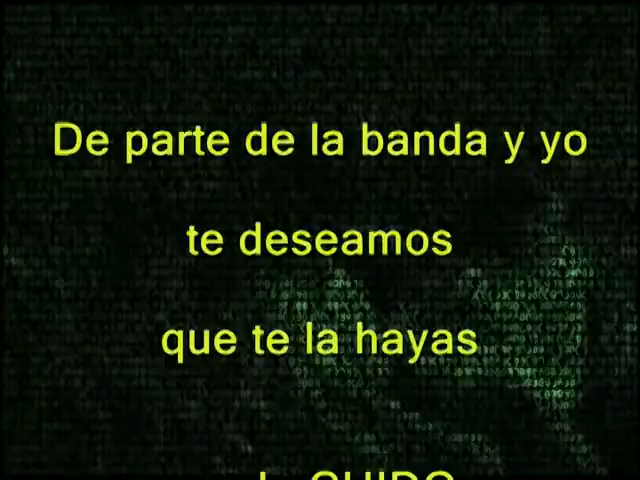 De parte de la banda y yo
te deseamos
que te la hayas